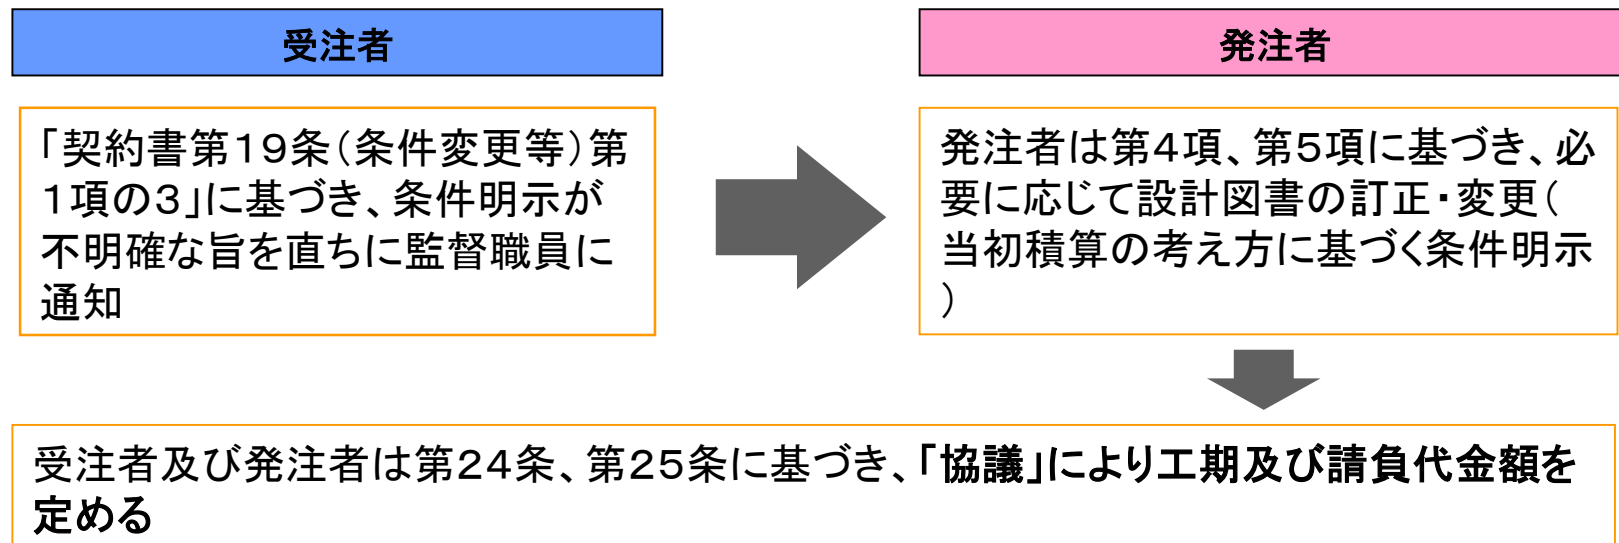 受注者
発注者
「契約書第19条（条件変更等）第
1項の3」に基づき、条件明示が
不明確な旨を直ちに監督職員に
通知
発注者は第4項、第5項に基づき、必
要に応じて設計図書の訂正・変更（
当初積算の考え方に基づく条件明示
）
受注者及び発注者は第24条、第25条に基づき、「協議」により工期及び請負代金額を
定める